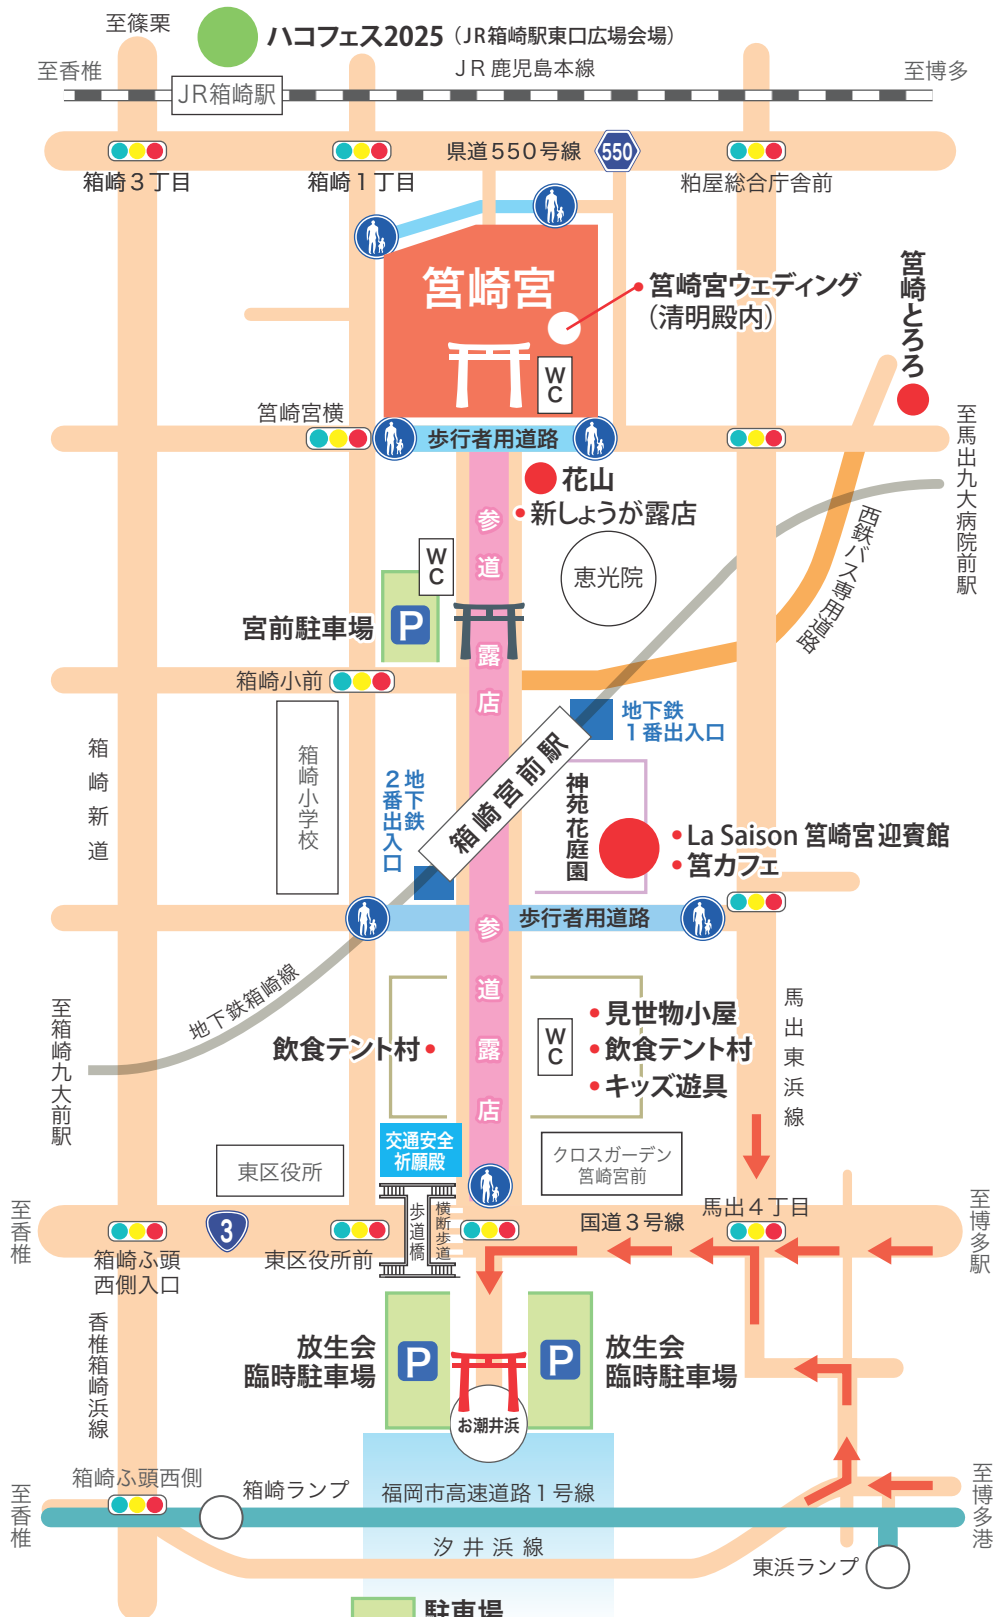 至篠栗
ハコフェス2025（JR箱崎駅東口広場会場）
至香椎
JR鹿児島本線
至博多
JR箱崎駅
県道550号線
550
箱崎3丁目
箱崎1丁目
粕屋総合庁舎前
筥崎宮
筥崎宮ウェディング
（清明殿内）
筥崎とろろ
WC
筥崎宮横
歩行者用道路
至馬出九大病院前駅
花山
新しょうが露店
参道露店
西鉄バス専用道路
WC
恵光院
宮前駐車場
P
箱崎小前
地下鉄
1番出入口
箱崎新道
箱崎小学校
地下鉄
2番出入口
箱崎宮前駅
神苑花庭園
La Saison 筥崎宮迎賓館
筥カフェ
歩行者用道路
参道露店
地下鉄箱崎線
至箱崎九大前駅
馬出東浜線
見世物小屋
WC
飲食テント村
飲食テント村
キッズ遊具
交通安全
祈願殿
東区役所
クロスガーデン
筥崎宮前
至香椎
3
歩道橋
横断歩道
国道3号線
馬出4丁目
至博多駅
箱崎ふ頭
西側入口
東区役所前
香椎箱崎浜線
放生会
臨時駐車場
P
P
放生会
臨時駐車場
お潮井浜
箱崎ふ頭西側
箱崎ランプ
福岡市高速道路1号線
至香椎
至博多港
汐井浜線
東浜ランプ
駐車場